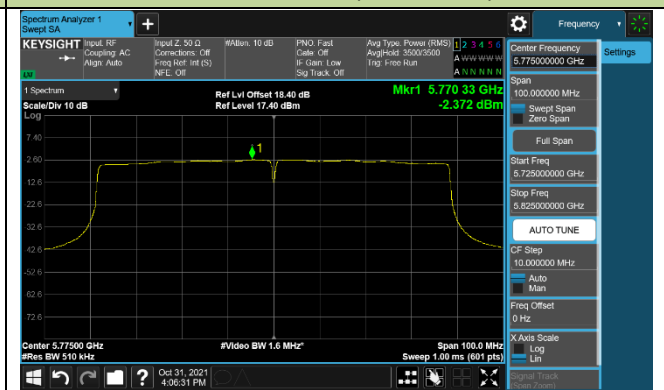 Spectrum Analyzer 1
Swept SA
Frequency
KEYSIGHT
Input: RF
Coupling: AC
Align: Auto
Input Z: 50 Ω
Corrections: Off
Freq Ref: Int (S)
NFE: Off
#Atten: 10 dB
PNO: Fast
Gate: Off
IF Gain: Low
Sig Track: Off
Avg Type: Power (RMS)
Avg|Hold: 3500/3500
Trig: Free Run
1 2 3 4 5 6
A W W W W W
A N N N N N
Center Frequency
5.775000000 GHz
Settings
LW
1 Spectrum
Scale/Div 10 dB
Log
Ref Lvl Offset 18.40 dB
Ref Level 17.40 dBm
Mkr1 5.770 33 GHz
-2.372 dBm
Span
100.000000 MHz
Swept Span
Zero Span
Full Span
Start Freq
5.725000000 GHz
Stop Freq
5.825000000 GHz
AUTO TUNE
CF Step
10.000000 MHz
Auto
Man
Freq Offset
0 Hz
X Axis Scale
Log
Lin
Signal Track
(Span Zoom)
7.40
1
-2.60
-12.6
-22.6
-32.6
-42.6
-52.6
-62.6
-72.6
Center 5.77500 GHz
#Res BW 510 kHz
#Video BW 1.6 MHz*
Span 100.0 MHz
Sweep 1.00 ms (601 pts)
?
Oct 31, 2021
4:06:31 PM